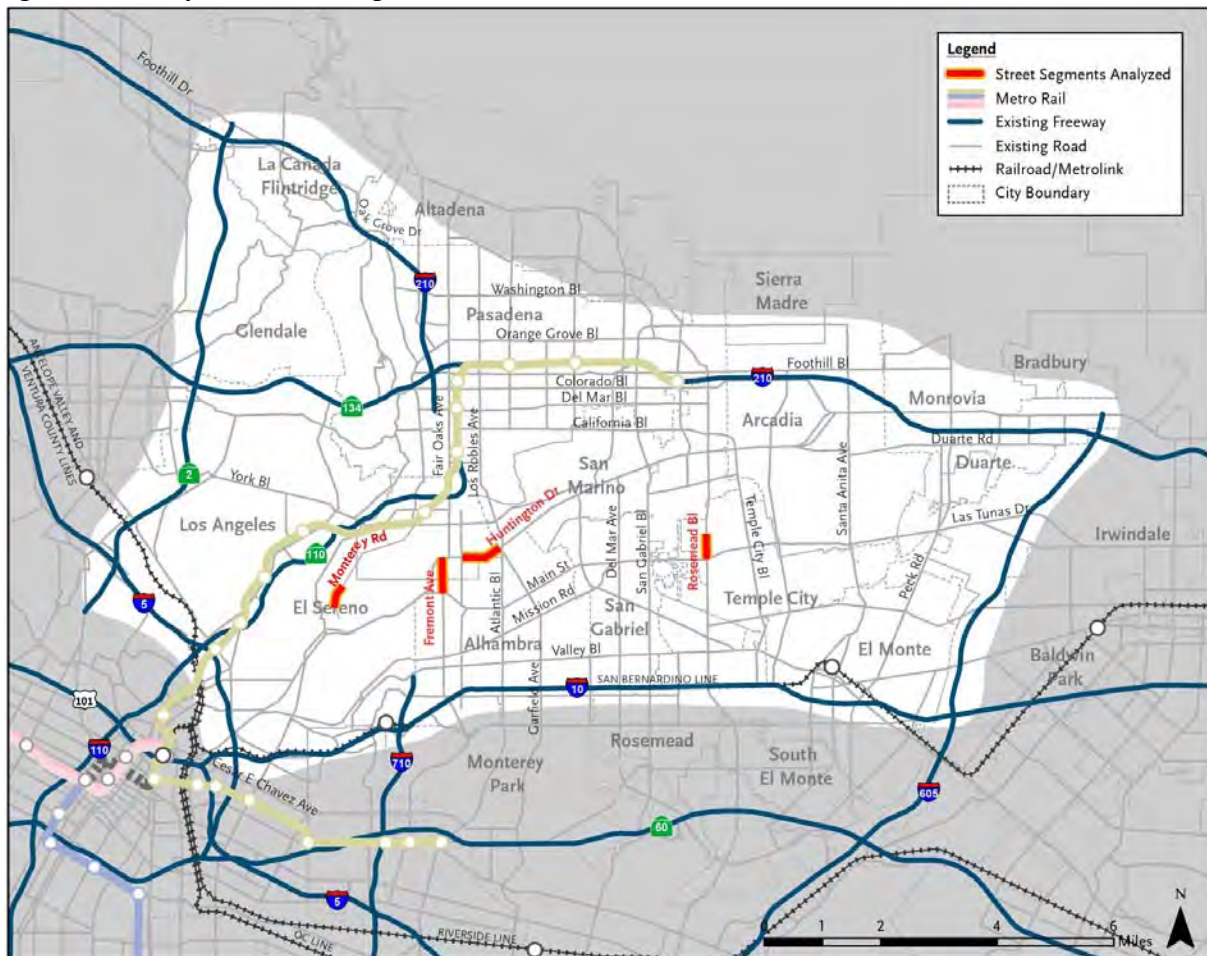 Legend
Street Segments Analyzed
Metro Rail
Existing Freeway
Existing Road
Railroad/Metrolink
City Boundary
Foothill Dr
La Cañada
Flintridge
Oak Grove Dr
Altadena
210
Washington Bl
Sierra
Madre
Glendale
Pasadena
Orange Grove Bl
ANTELOPE VALLEY AND
VENTURA COUNTY LINES
Foothill Bl
Bradbury
Colorado Bl
210
134
Del Mar Bl
Monrovia
Fair Oaks Ave
Los Robles Ave
California Bl
Arcadia
Duarte Rd
Duarte
2
York Bl
San
Marino
Santa Anita Ave
Los Angeles
Huntington Dr
Del Mar Ave
San Gabriel Bl
Rosemead Bl
Temple City Bl
Las Tunas Dr
Irwindale
110
Monterey Rd
Main St
Peck Rd
5
El Sereno
Fremont Ave
Atlantic Bl
Mission Rd
San
Gabriel
Temple City
Alhambra
Valley Bl
El Monte
Baldwin
Park
10
SAN BERNARDINO LINE
Garfield Ave
101
110
Rosemead
South
El Monte
Cesar E Chavez Ave
710
Monterey
Park
605
60
5
N
0 1 2 4 6
Miles
RIVERSIDE LINE
OC LINE